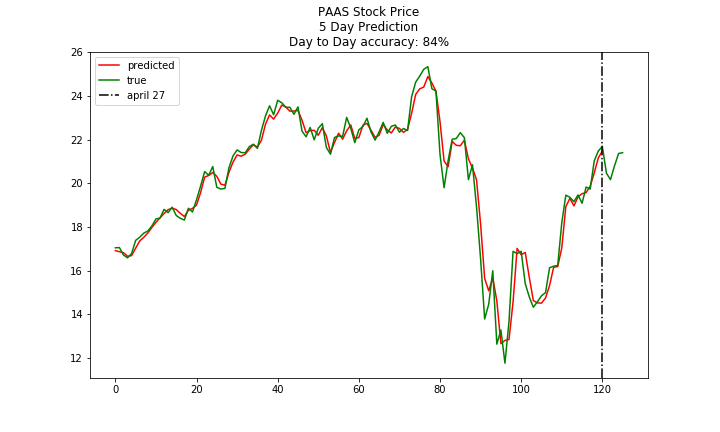 PAAS Stock Price
5 Day Prediction
Day to Day accuracy: 84%
predicted
true
april 27
26
24
22
20
18
16
14
12
0
20
40
60
80
100
120